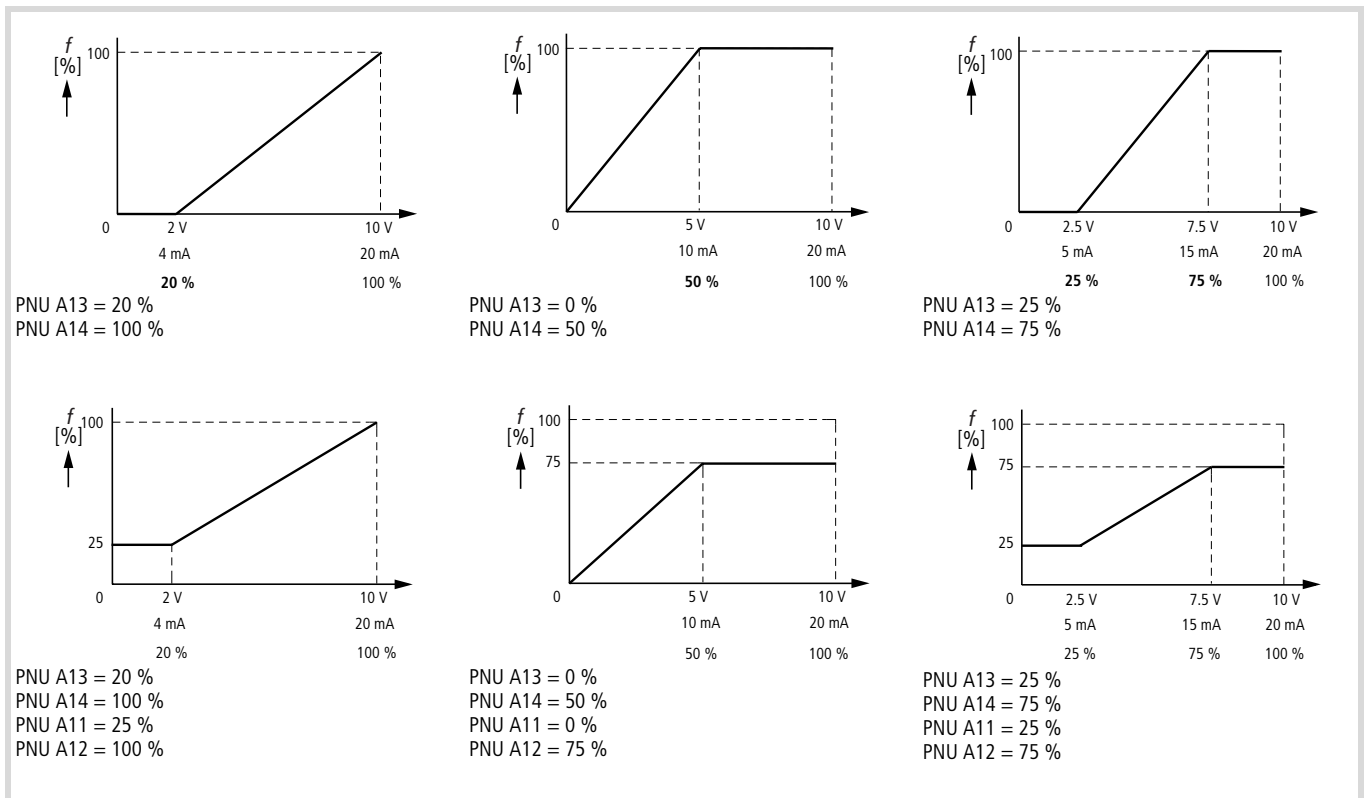 f
[%]
100
0
2 V
10 V
4 mA
20 mA
20 %
100 %
PNU A13 = 20 %
PNU A14 = 100 %
f
[%]
100
0
5 V
10 V
10 mA
20 mA
50 %
100 %
PNU A13 = 0 %
PNU A14 = 50 %
f
[%]
100
0
2.5 V
7.5 V
10 V
5 mA
15 mA
20 mA
25 %
75 %
100 %
PNU A13 = 25 %
PNU A14 = 75 %
f
[%]
100
25
0
2 V
10 V
4 mA
20 mA
20 %
100 %
PNU A13 = 20 %
PNU A14 = 100 %
PNU A11 = 25 %
PNU A12 = 100 %
f
[%]
100
75
0
5 V
10 V
10 mA
20 mA
50 %
100 %
PNU A13 = 0 %
PNU A14 = 50 %
PNU A11 = 0 %
PNU A12 = 75 %
f
[%]
100
75
25
0
2.5 V
7.5 V
10 V
5 mA
15 mA
20 mA
25 %
75 %
100 %
PNU A13 = 25 %
PNU A14 = 75 %
PNU A11 = 25 %
PNU A12 = 75 %